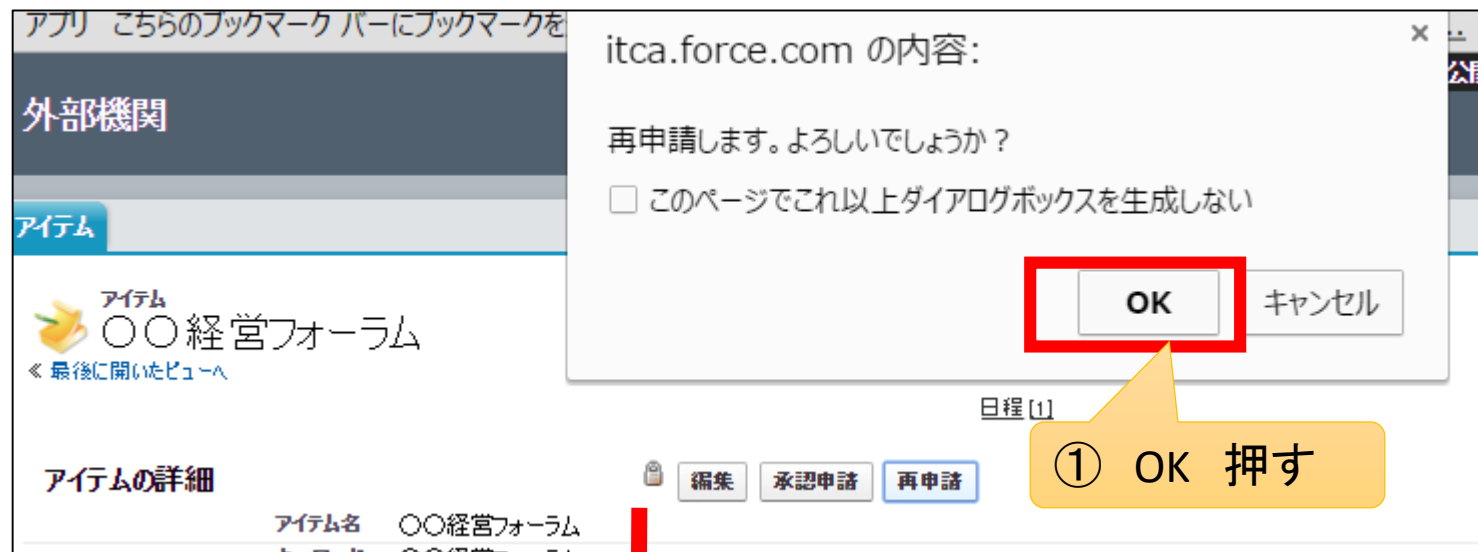 アプリ こちらのブックマーク バーにブックマークを
itca.force.com の内容:
×
外部機関
再申請します。よろしいでしょうか？
このページでこれ以上ダイアログボックスを生成しない
OK キャンセル
アイテム
アイテム
〇〇経営フォーラム
≪ 最後に開いたビューへ
日程 [1]
① OK 押す
アイテムの詳細
編集 承認申請 再申請
アイテム名 〇〇経営フォーラム